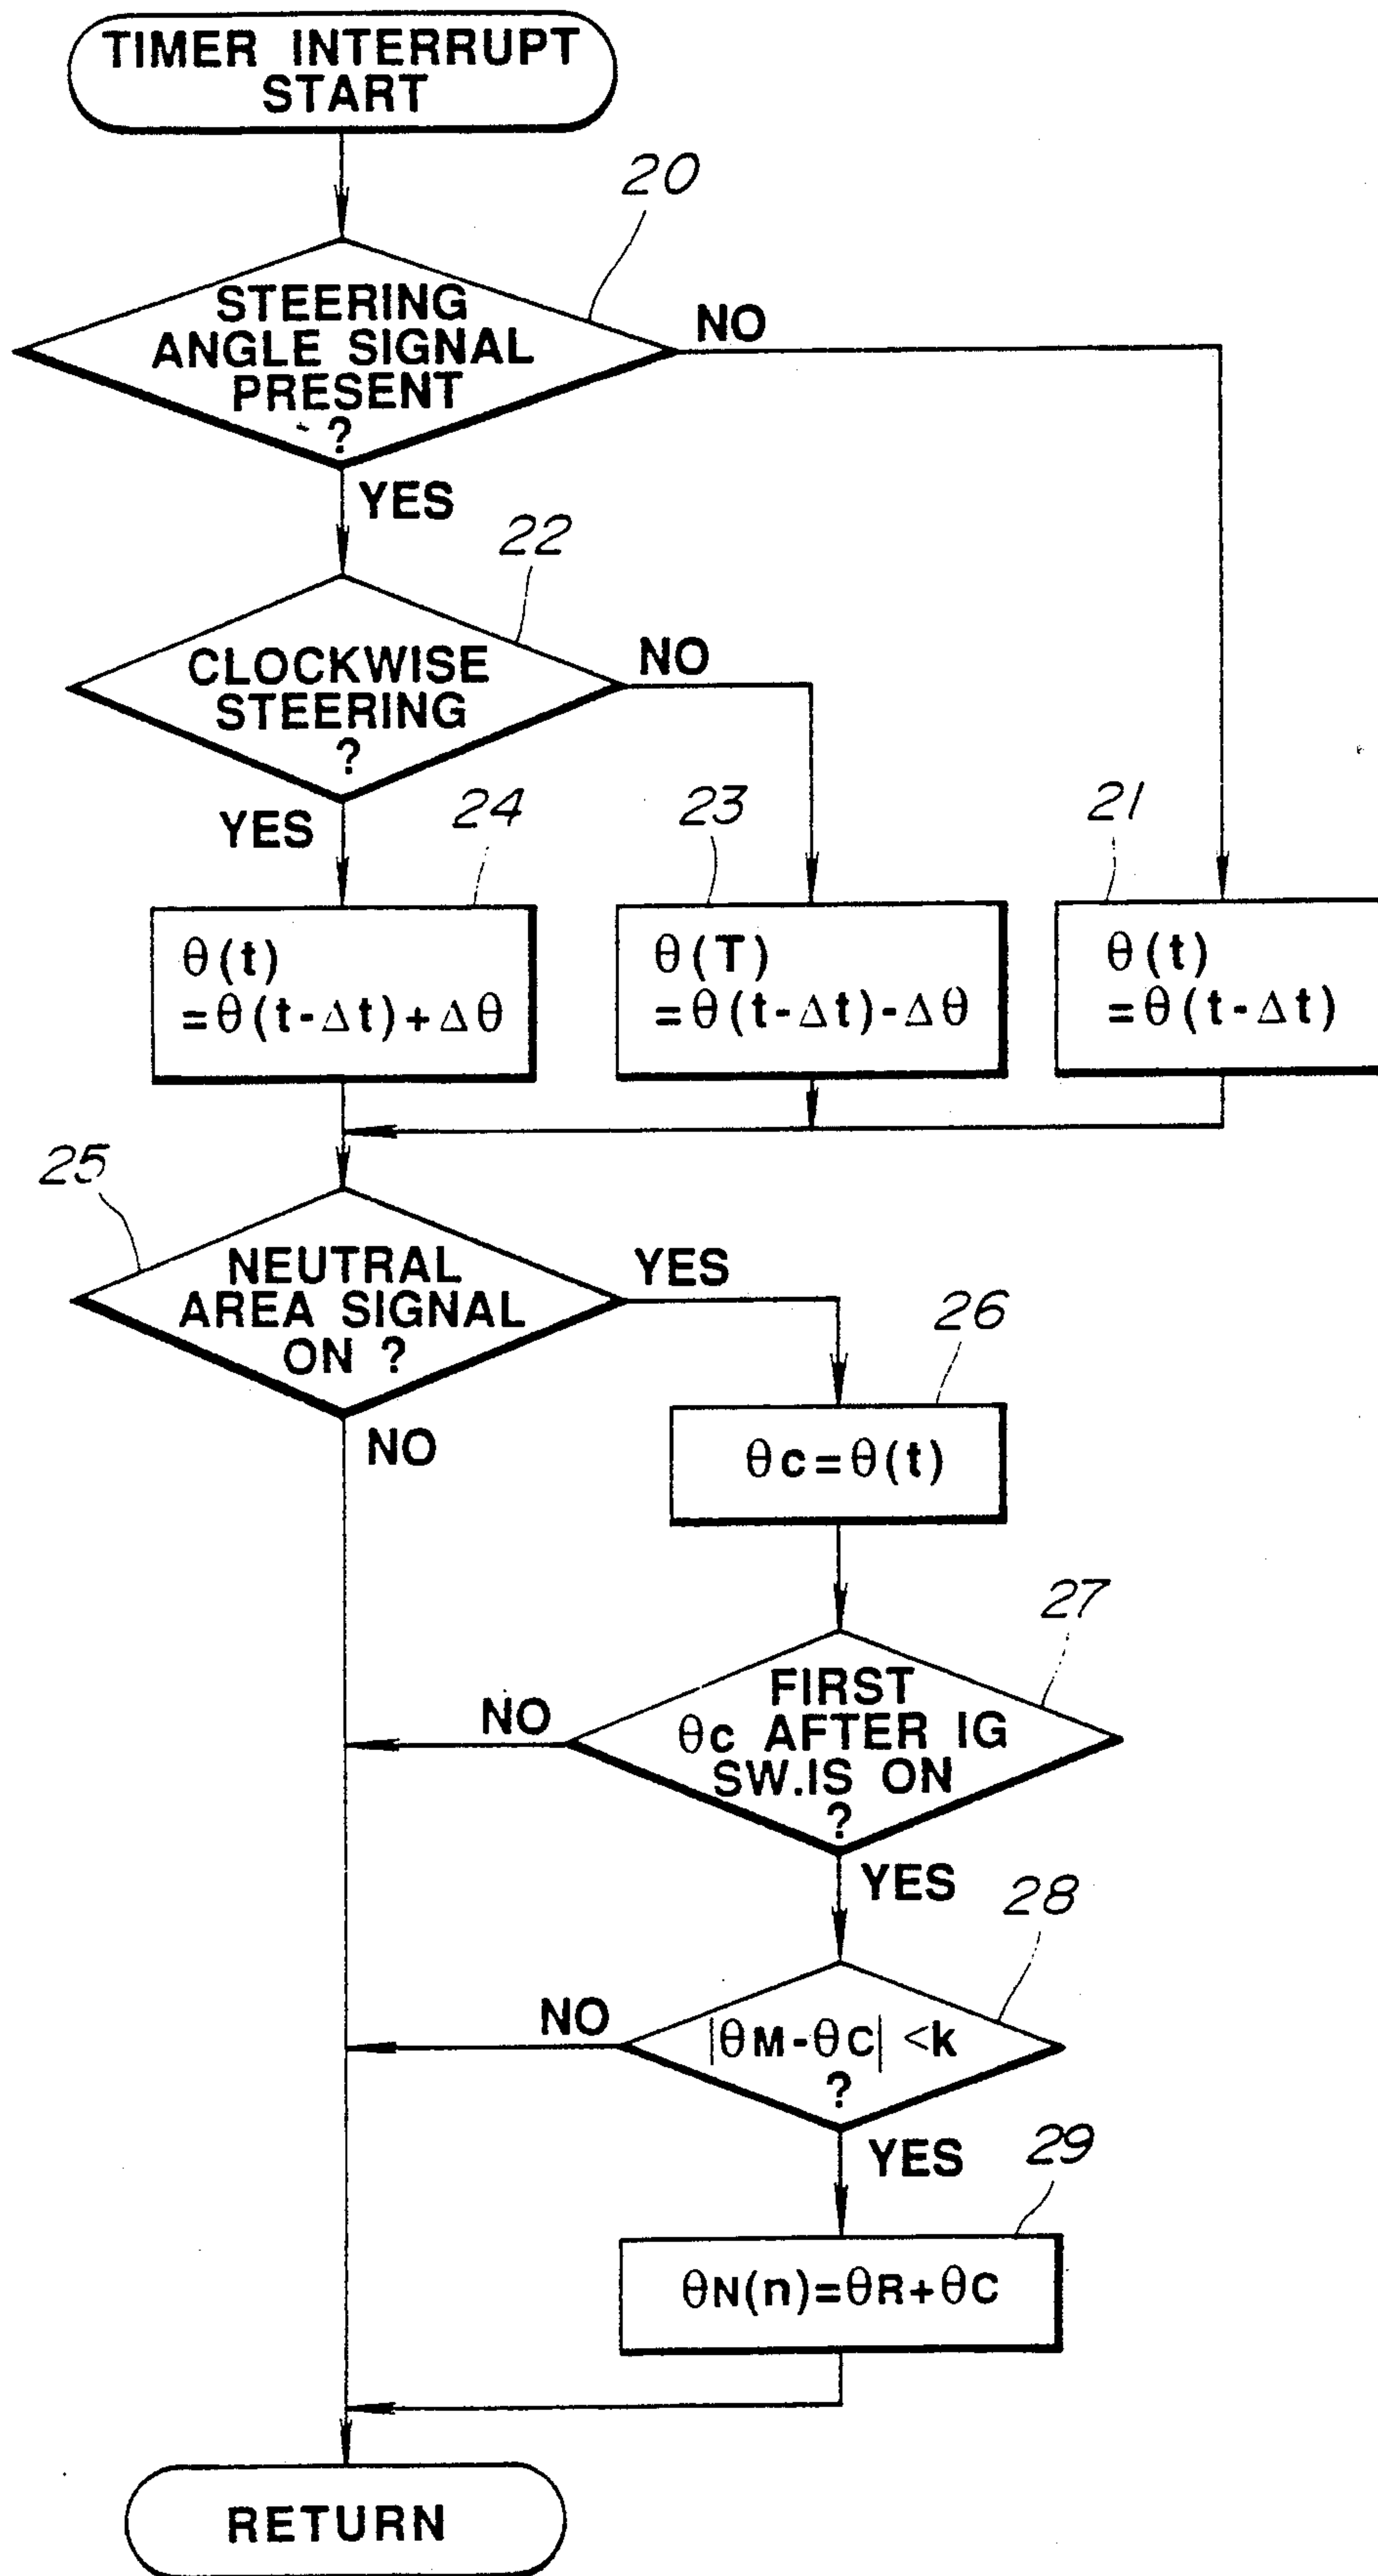 TIMER INTERRUPT
START
20
STEERING
ANGLE SIGNAL
PRESENT
?
NO
YES
22
CLOCKWISE
STEERING
?
NO
YES
24
23
21
θ(t)
=θ(t-Δt)+Δθ
θ(T)
=θ(t-Δt)-Δθ
θ(t)
=θ(t-Δt)
25
NEUTRAL
AREA SIGNAL
ON ?
YES
NO
26
θc=θ(t)
27
FIRST
θc AFTER IG
SW.IS ON
?
NO
YES
28
|θM-θC| <k
?
NO
YES
29
θN(n)=θR+θC
RETURN